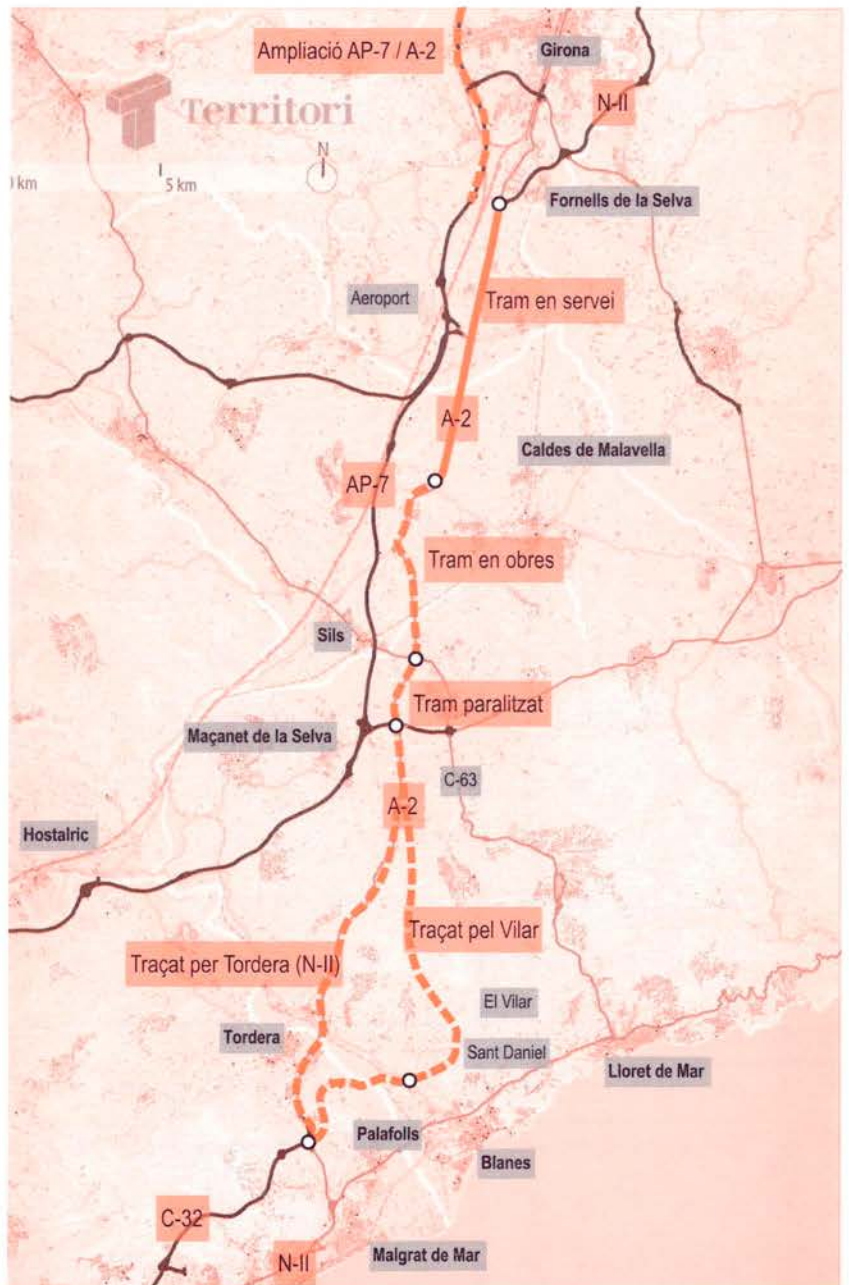 Ampliació AP-7 / A-2
Girona
Territori
N-II
N
0 km
5 km
Fornells de la Selva
Aeroport
Tram en servei
A-2
Caldes de Malavella
AP-7
Tram en obres
Sils
Tram paralitzat
Maçanet de la Selva
C-63
A-2
Hostalric
Traçat pel Vilar
Traçat per Tordera (N-II)
El Vilar
Tordera
Sant Daniel
Lloret de Mar
Palafolls
Blanes
C-32
Malgrat de Mar
N-II